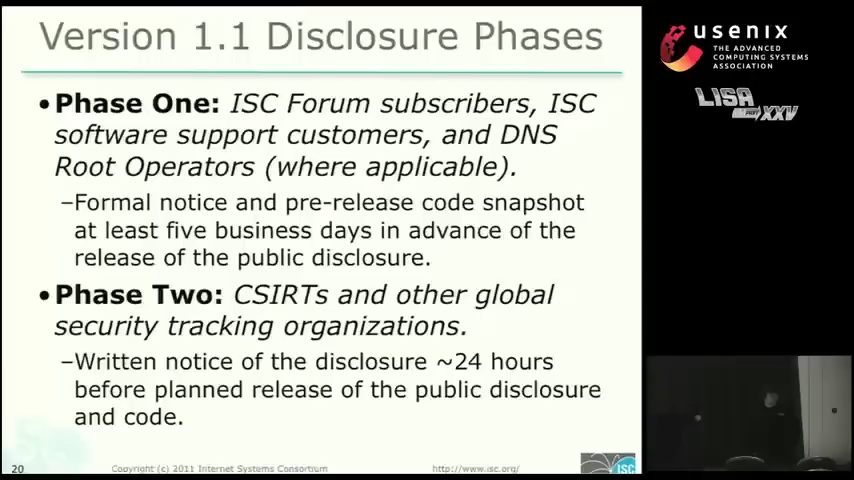 Version 1.1 Disclosure Phases
•Phase One: ISC Forum subscribers, ISC
software support customers, and DNS
Root Operators (where applicable).
–Formal notice and pre-release code snapshot
at least five business days in advance of the
release of the public disclosure.
•Phase Two: CSIRTs and other global
security tracking organizations.
–Written notice of the disclosure ~24 hours
before planned release of the public disclosure
and code.
20
Copyright (c) 2011 Internet Systems Consortium
http://www.isc.org/
ISC
usenix
THE ADVANCED
COMPUTING SYSTEMS
ASSOCIATION
LISA
XXV